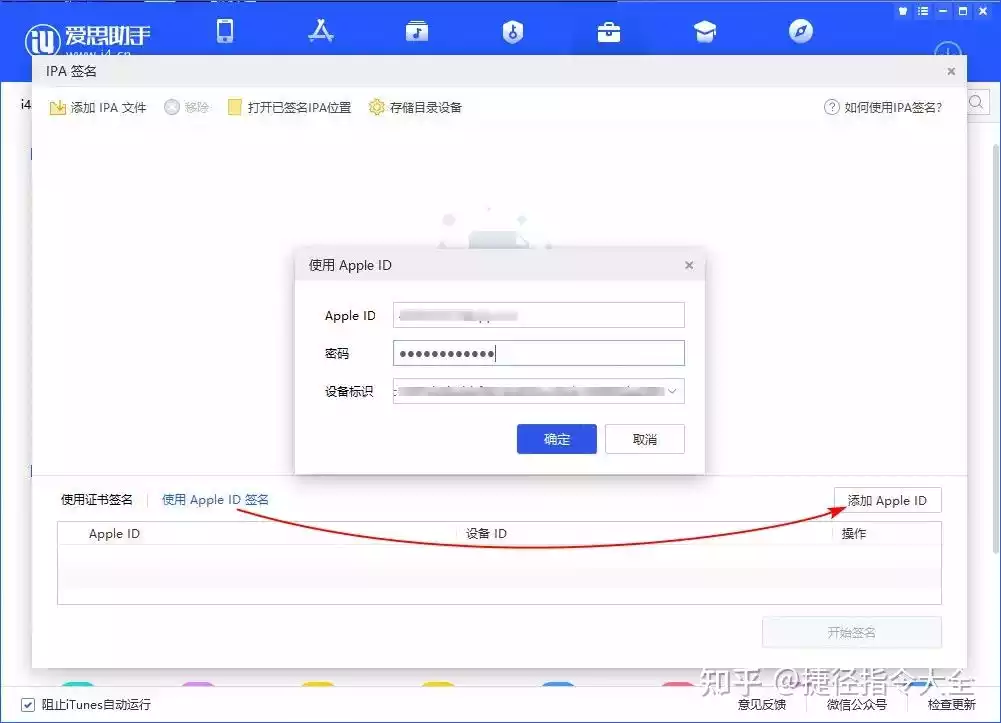 iU 爱思助手
www.i4.cn
IPA 签名
i4
添加 IPA 文件 移除 打开已签名IPA位置 存储目录设备 如何使用IPA签名?
使用 Apple ID
Apple ID
密码
设备标识
确定 取消
使用证书签名 使用 Apple ID 签名 添加 Apple ID
Apple ID 设备 ID 操作
开始签名
知乎 @捷径指令大全
阻止iTunes自动运行 意见反馈 微信公众号 检查更新